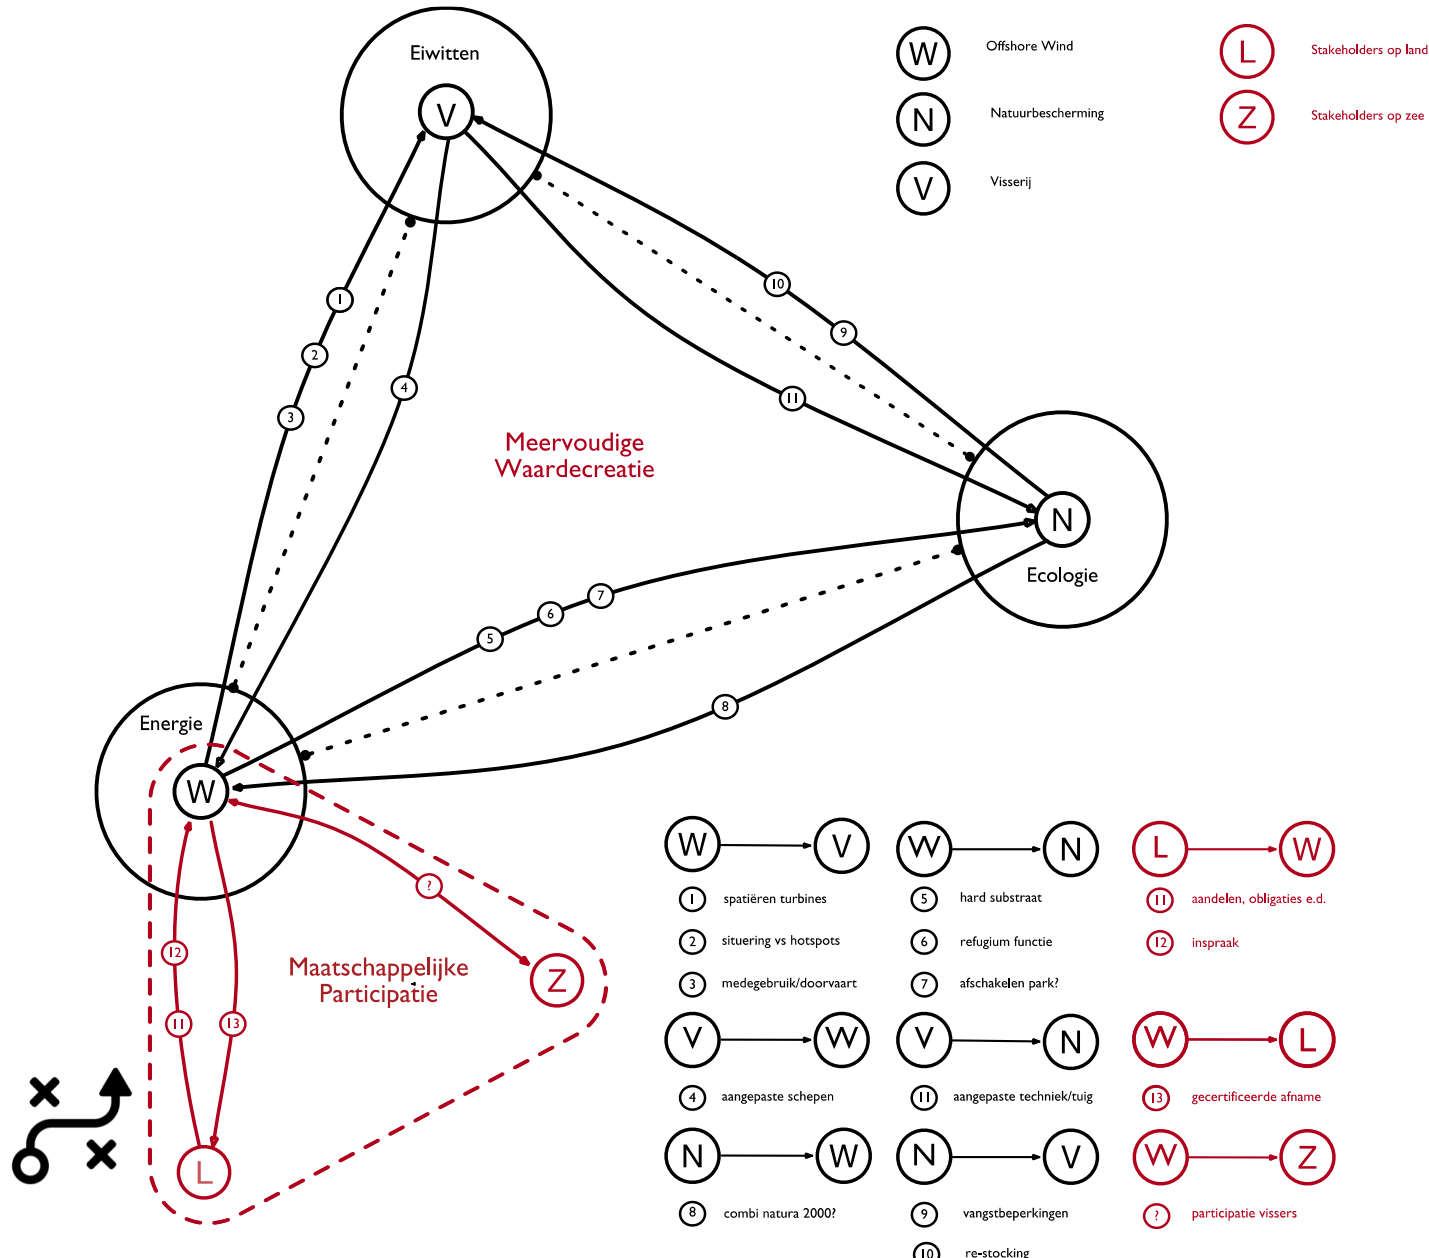 Eiwitten
V
W
Offshore Wind
N
Natuurbescherming
V
Visserij
L
Stakeholders op land
Z
Stakeholders op zee
1
2
3
4
10
9
11
Meervoudige
Waardecreatie
N
Ecologie
5
6
7
8
Energie
W
?
Z
12
11
13
L
Maatschappelijke
Participatie
W V
1 spatiëren turbines
2 situering vs hotspots
3 medegebruik/doorvaart
V W
4 aangepaste schepen
N W
8 combi natura 2000?
W N
5 hard substraat
6 refugium functie
7 afschakelen park?
V N
11 aangepaste techniek/tuig
N V
9 vangstbeperkingen
10 re-stocking
L W
11 aandelen, obligaties e.d.
12 inspraak
W L
13 gecertificeerde afname
W Z
? participatie vissers